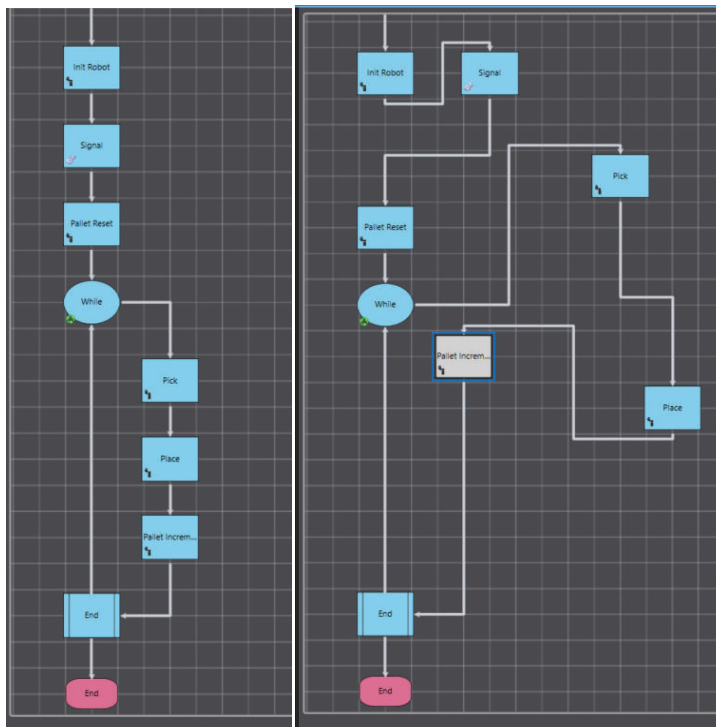 Init Robot
Signal
Pallet Reset
While
Pick
Place
Pallet Increm...
End
End
Init Robot
Signal
Pick
Pallet Reset
While
Pallet Increm...
Place
End
End